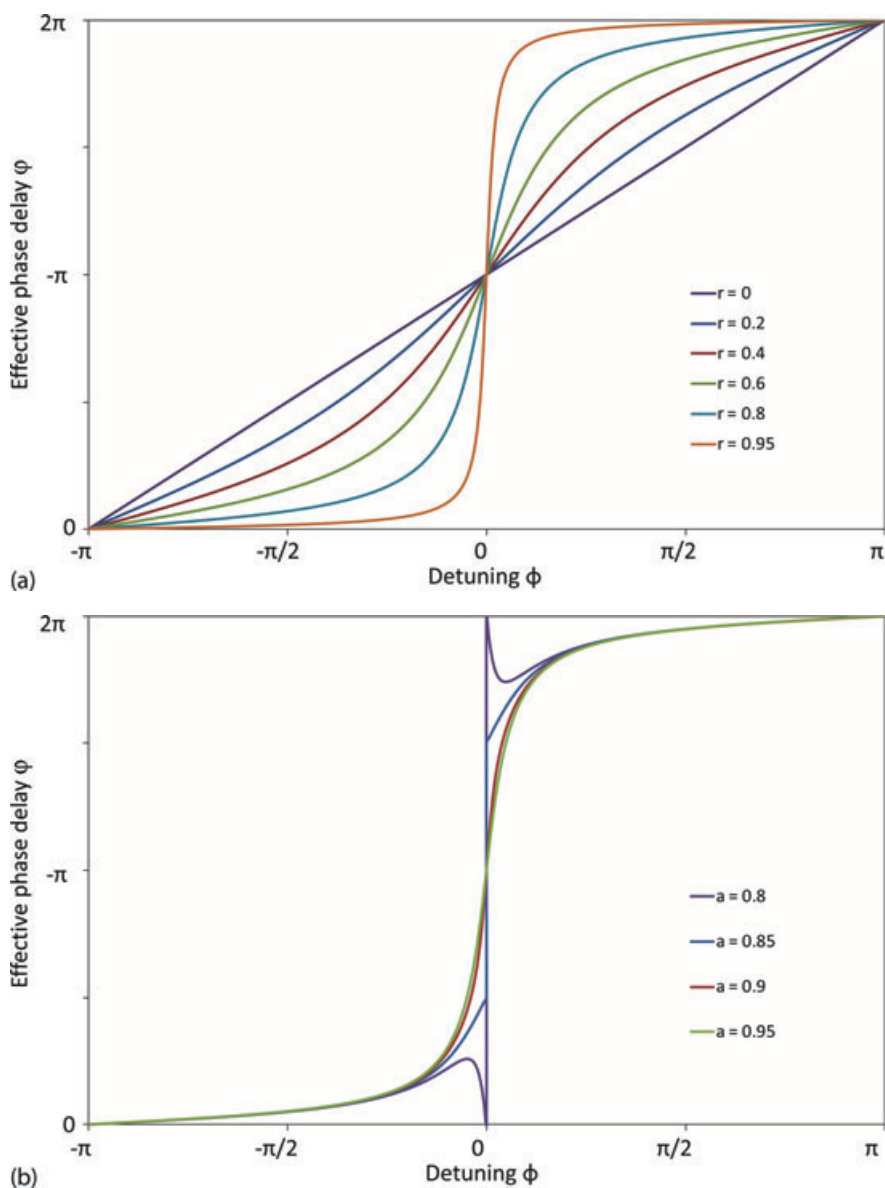 2π
-π
0
Effective phase delay φ
r = 0
r = 0.2
r = 0.4
r = 0.6
r = 0.8
r = 0.95
-π
-π/2
0
π/2
π
Detuning ϕ
(a)
2π
-π
0
Effective phase delay φ
a = 0.8
a = 0.85
a = 0.9
a = 0.95
-π
-π/2
0
π/2
π
Detuning ϕ
(b)